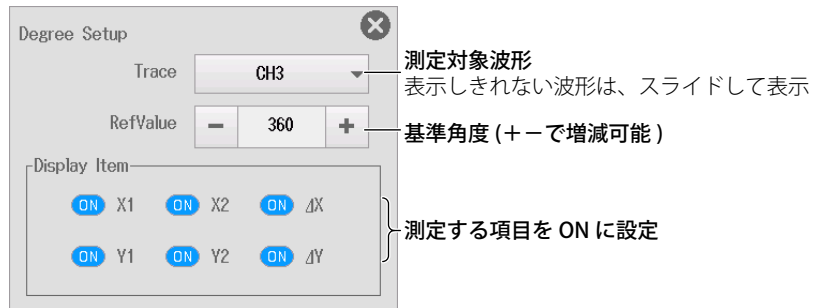 Degree Setup
Trace CH3
測定対象波形
表示しきれない波形は、スライドして表示
RefValue － 360 ＋
基準角度 (＋－で増減可能 )
Display Item
ON X1 ON X2 ON ΔX
測定する項目を ON に設定
ON Y1 ON Y2 ON ΔY